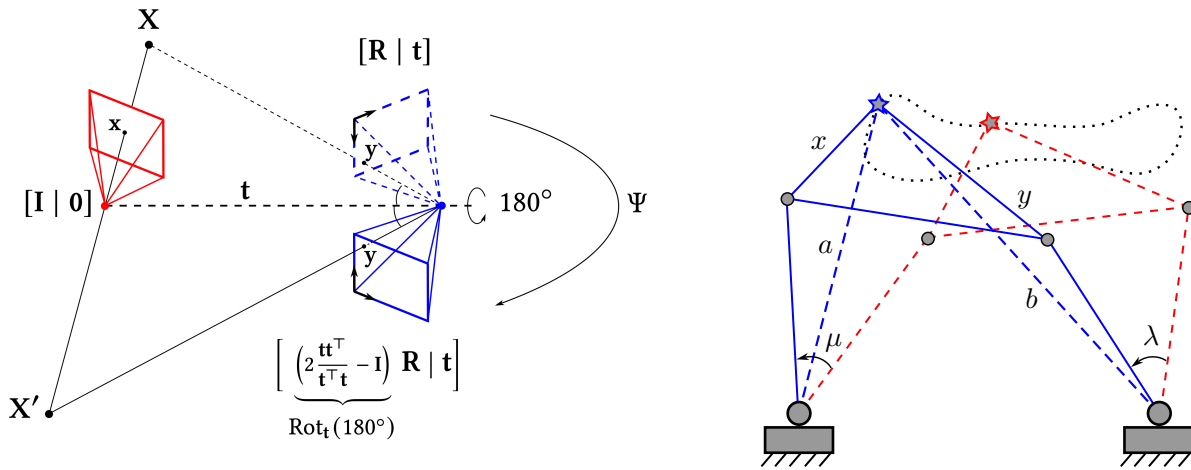 X
[R | t]
x
y
[I | 0]
t
180°
Ψ
y
[ (2 tt⊤/t⊤t − I) R | t ]
Rot_t(180°)
X′
x
y
a
b
μ
λ